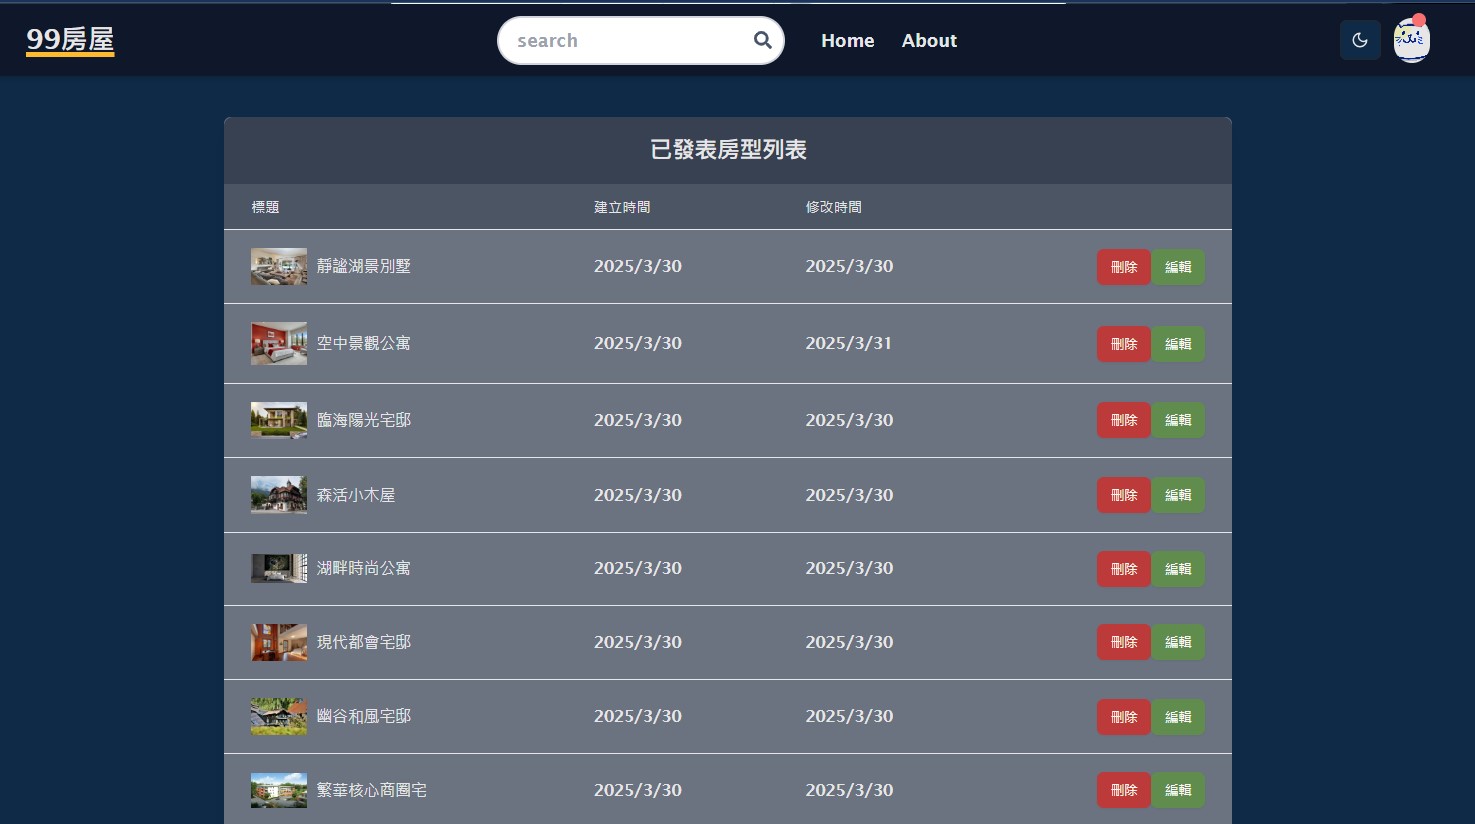 99房屋
search
Home
About
已發表房型列表
標題 建立時間 修改時間
靜謐湖景別墅 2025/3/30 2025/3/30 刪除 編輯
空中景觀公寓 2025/3/30 2025/3/31 刪除 編輯
臨海陽光宅邸 2025/3/30 2025/3/30 刪除 編輯
森活小木屋 2025/3/30 2025/3/30 刪除 編輯
湖畔時尚公寓 2025/3/30 2025/3/30 刪除 編輯
現代都會宅邸 2025/3/30 2025/3/30 刪除 編輯
幽谷和風宅邸 2025/3/30 2025/3/30 刪除 編輯
繁華核心商圈宅 2025/3/30 2025/3/30 刪除 編輯